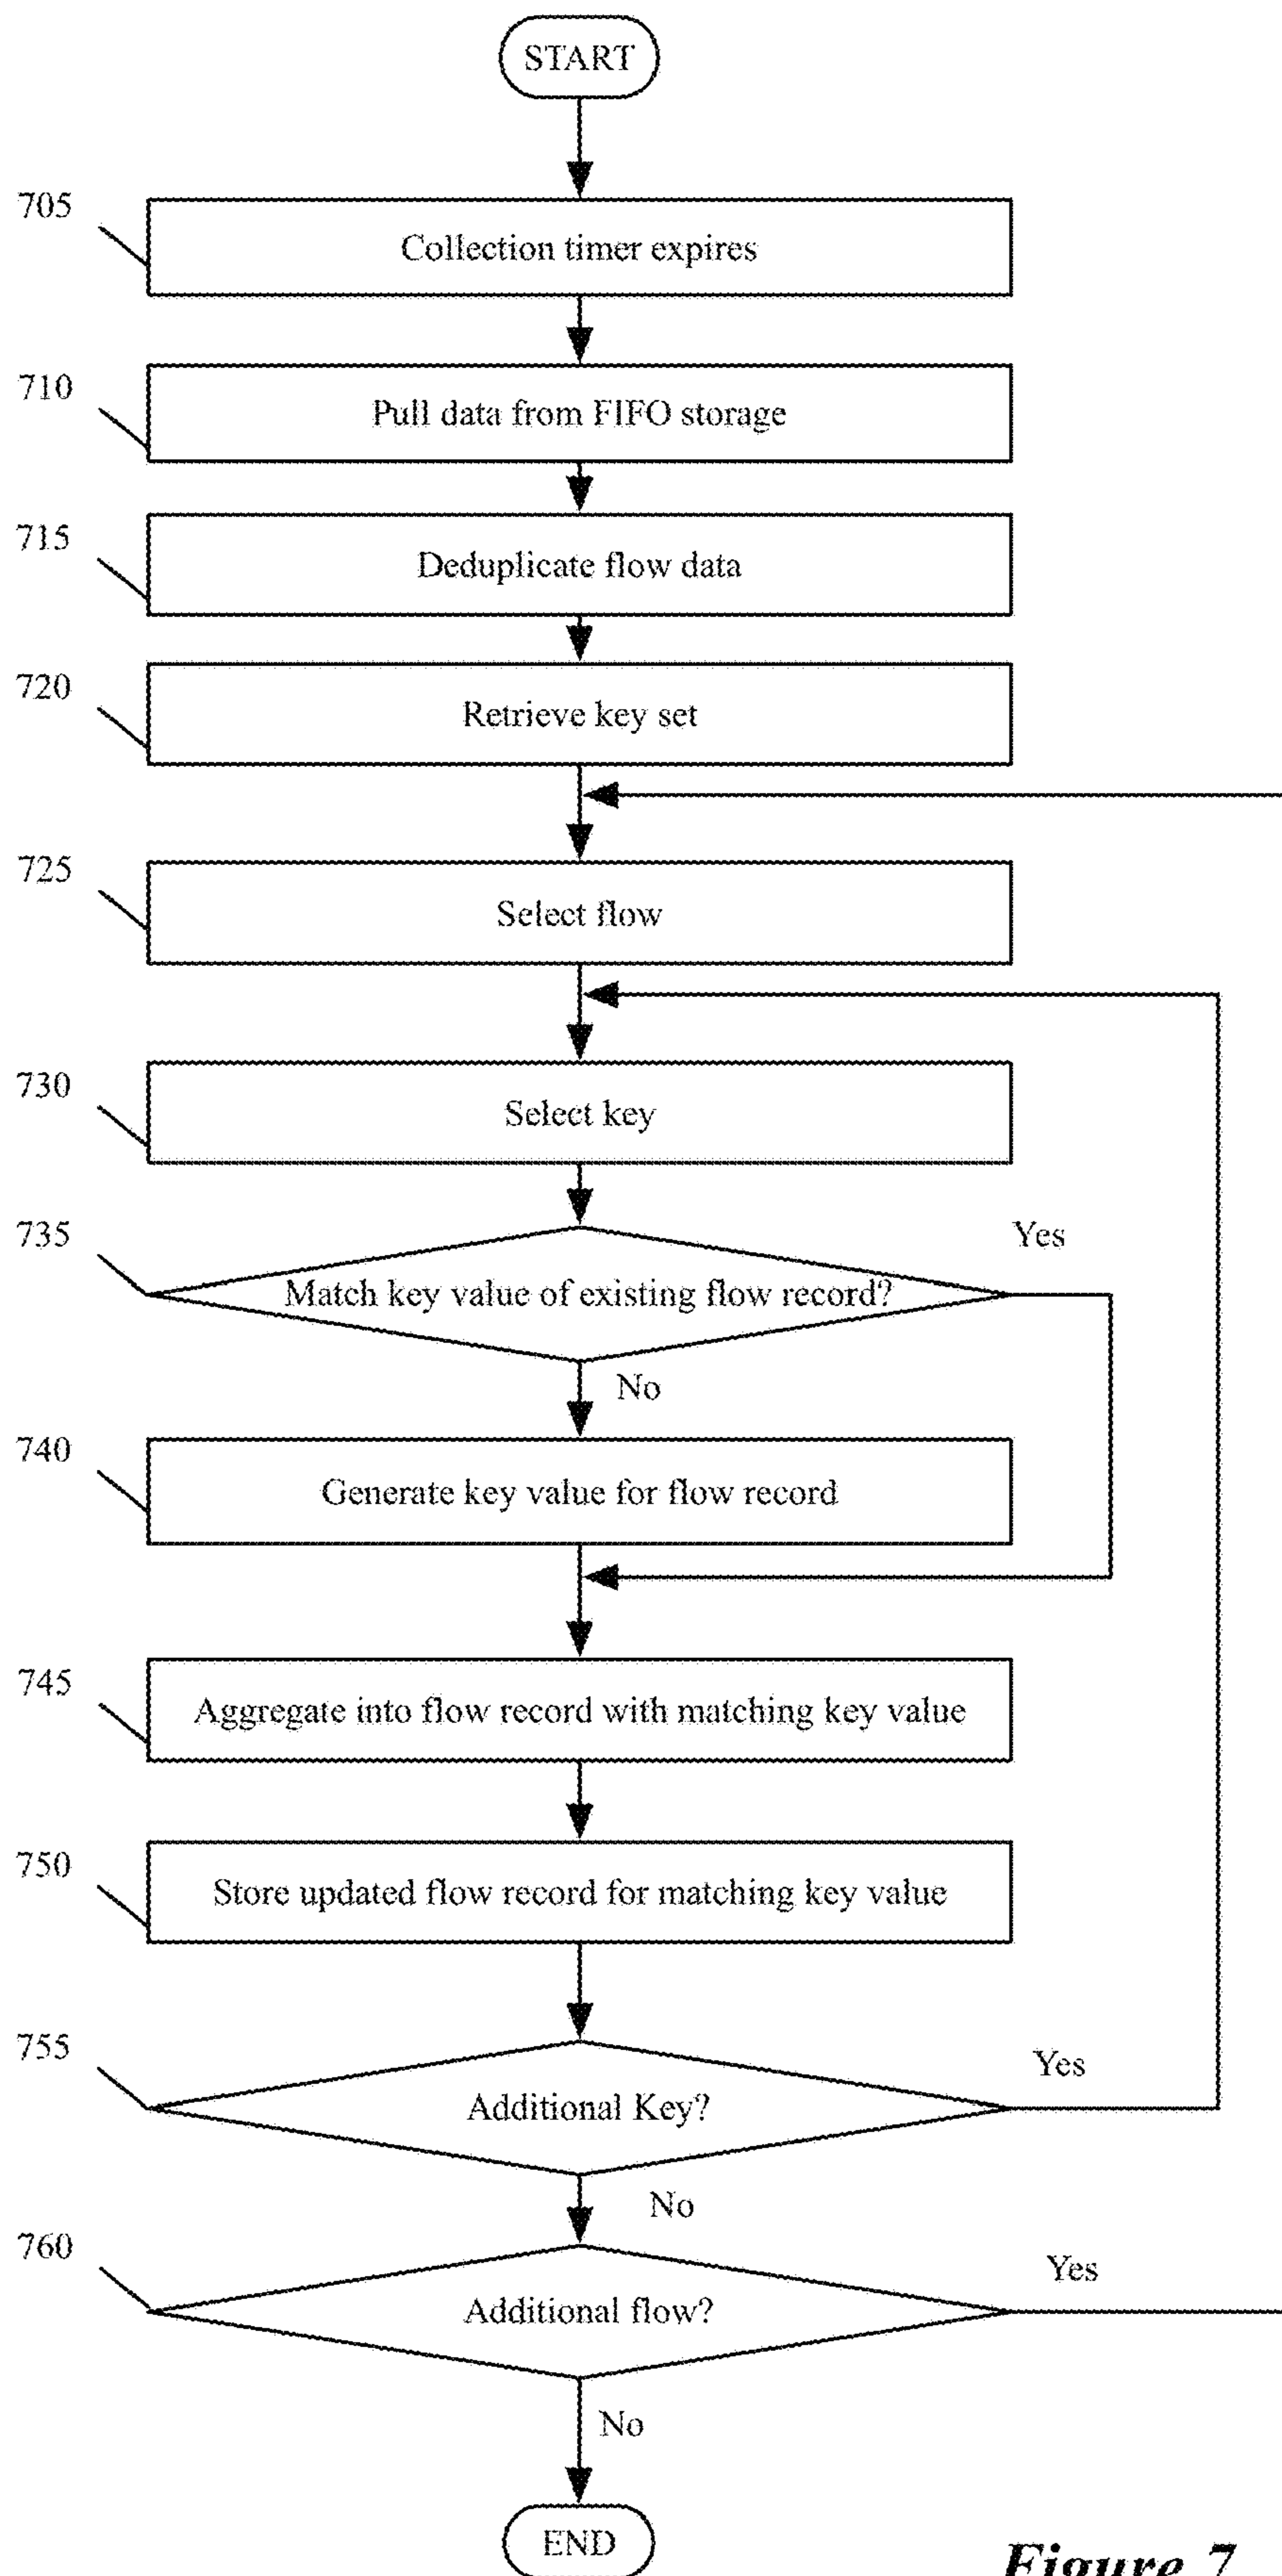 START
705
Collection timer expires
710
Pull data from FIFO storage
715
Deduplicate flow data
720
Retrieve key set
725
Select flow
730
Select key
735
Yes
Match key value of existing flow record?
No
740
Generate key value for flow record
745
Aggregate into flow record with matching key value
750
Store updated flow record for matching key value
755
Yes
Additional Key?
No
760
Yes
Additional flow?
No
END
Figure 7